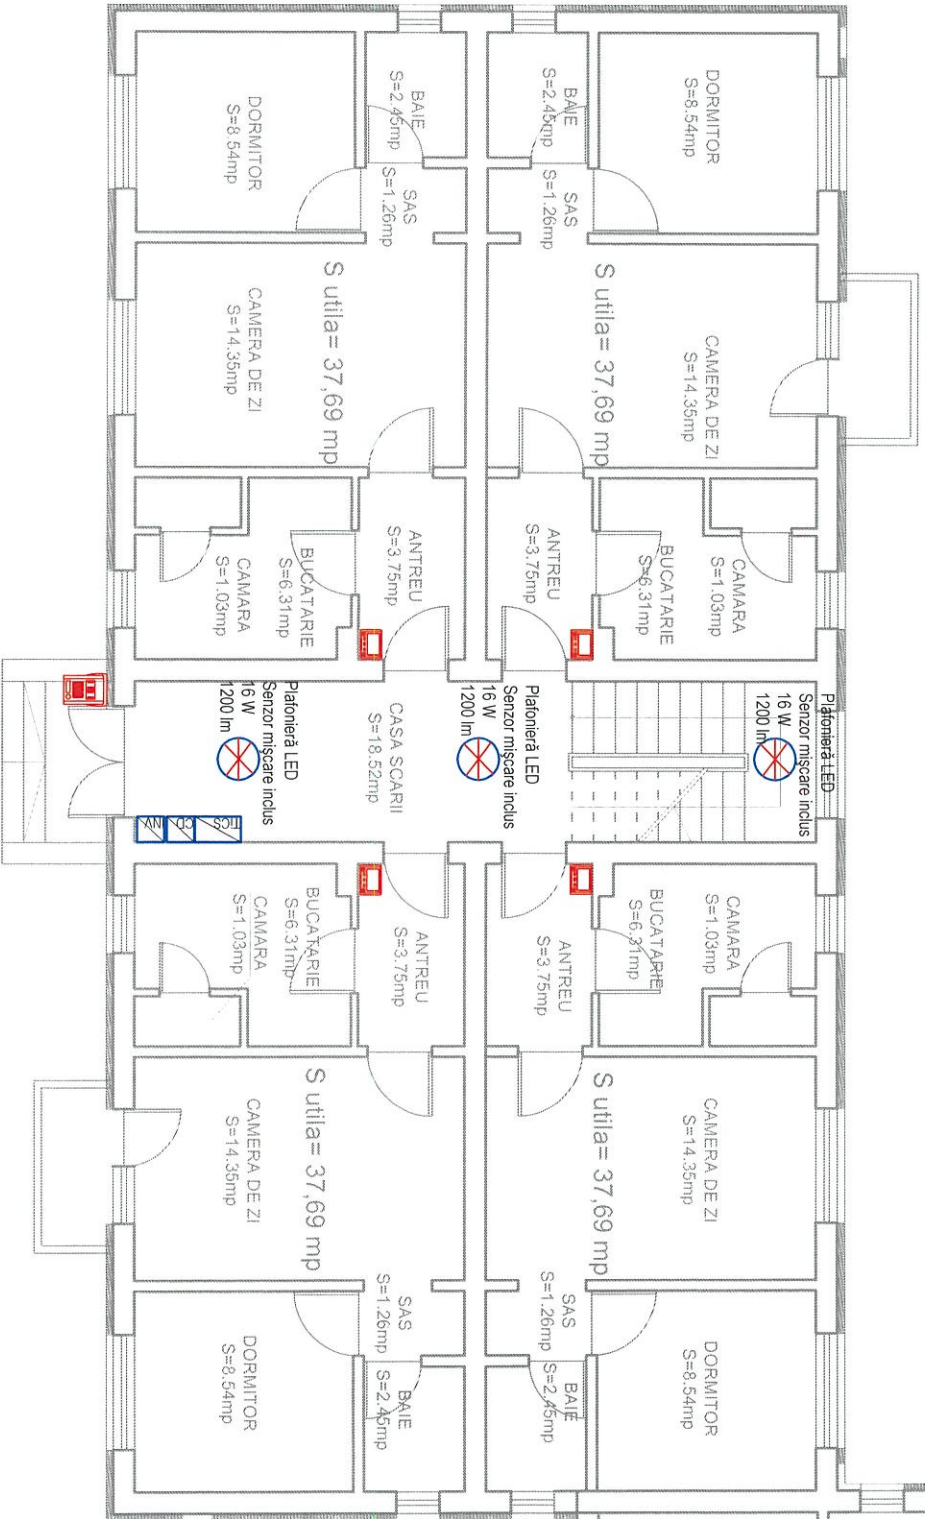 DORMITOR
S=8.54mp
BAIE
S=2.45mp
BAIE
S=2.45mp
DORMITOR
S=8.54mp
SAS
S=1.26mp
SAS
S=1.26mp
CAMERA DE ZI
S=14.35mp
S utila= 37,69 mp
S utila= 37,69 mp
CAMERA DE ZI
S=14.35mp
CAMARA
S=1.03mp
BUCATARIE
S=6.31mp
ANTREU
S=3.75mp
ANTREU
S=3.75mp
BUCATARIE
S=6.31mp
CAMARA
S=1.03mp
Plafonieră LED
Senzor mișcare inclus
16 W
1200 lm
CASA SCARII
S=18.52mp
Plafonieră LED
Senzor mișcare inclus
16 W
1200 lm
Plafonieră LED
Senzor mișcare inclus
16 W
1200 lm
INV
CD
TICS
CAMARA
S=1.03mp
BUCATARIE
S=6.31mp
ANTREU
S=3.75mp
ANTREU
S=3.75mp
BUCATARIE
S=6.31mp
CAMARA
S=1.03mp
CAMERA DE ZI
S=14.35mp
S utila= 37,69 mp
S utila= 37,69 mp
CAMERA DE ZI
S=14.35mp
SAS
S=1.26mp
SAS
S=1.26mp
DORMITOR
S=8.54mp
BAIE
S=2.45mp
BAIE
S=2.45mp
DORMITOR
S=8.54mp